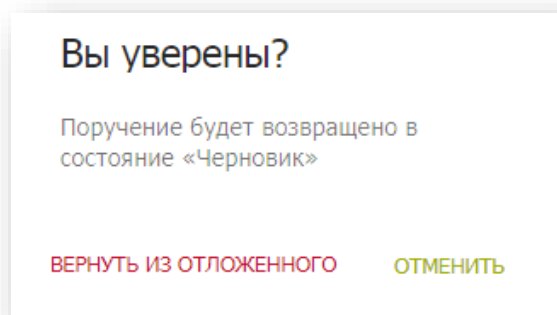 Вы уверены?
Поручение будет возвращено в
состояние «Черновик»
ВЕРНУТЬ ИЗ ОТЛОЖЕННОГО ОТМЕНИТЬ